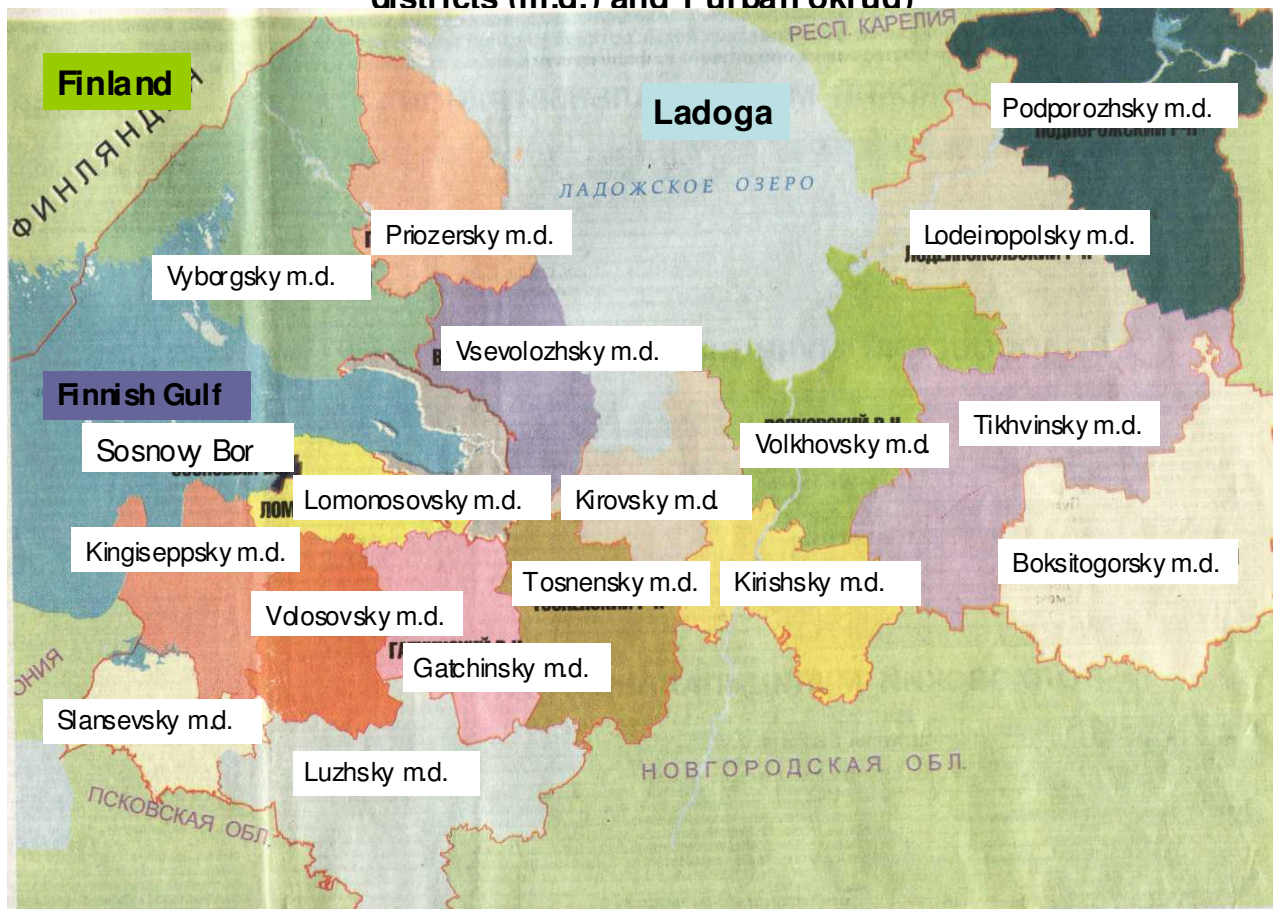 districts (m.d.) and 1 urban okrug)
РЕСП. КАРЕЛИЯ
Finland
ФИНЛЯНДИЯ
Ladoga
Podporozhsky m.d.
ЛАДОЖСКОЕ ОЗЕРО
Priozersky m.d.
Lodeinopolsky m.d.
Vyborgsky m.d.
Vsevolozhsky m.d.
Finnish Gulf
Sosnovy Bor
Tikhvinsky m.d.
Volkhovsky m.d.
Lomonosovsky m.d.
Kirovsky m.d.
ЛОМ
Kingiseppsky m.d.
Tosnensky m.d.
Kirishsky m.d.
Boksitogorsky m.d.
Volosovsky m.d.
Gatchinsky m.d.
Slansevsky m.d.
Luzhsky m.d.
НОВГОРОДСКАЯ ОБЛ.
ПСКОВСКАЯ ОБЛ.